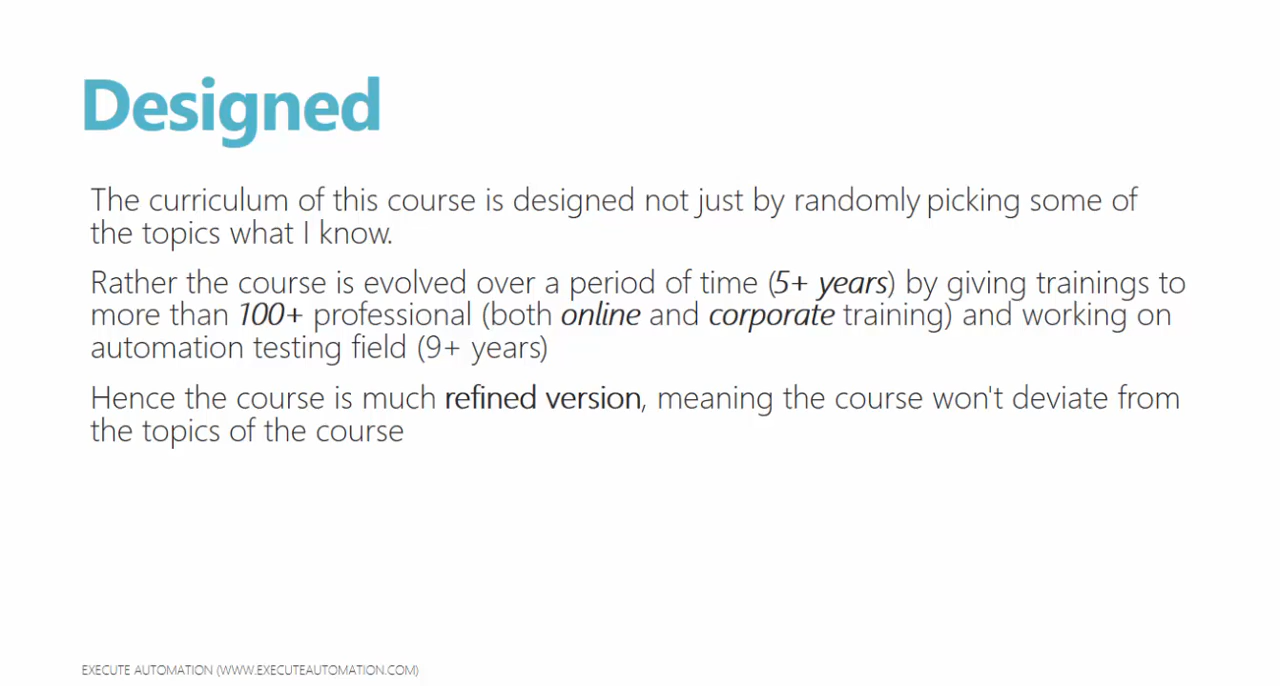 Designed
The curriculum of this course is designed not just by randomly picking some of
the topics what I know.
Rather the course is evolved over a period of time (5+ years) by giving trainings to
more than 100+ professional (both online and corporate training) and working on
automation testing field (9+ years)
Hence the course is much refined version, meaning the course won't deviate from
the topics of the course
EXECUTE AUTOMATION (WWW.EXECUTEAUTOMATION.COM)